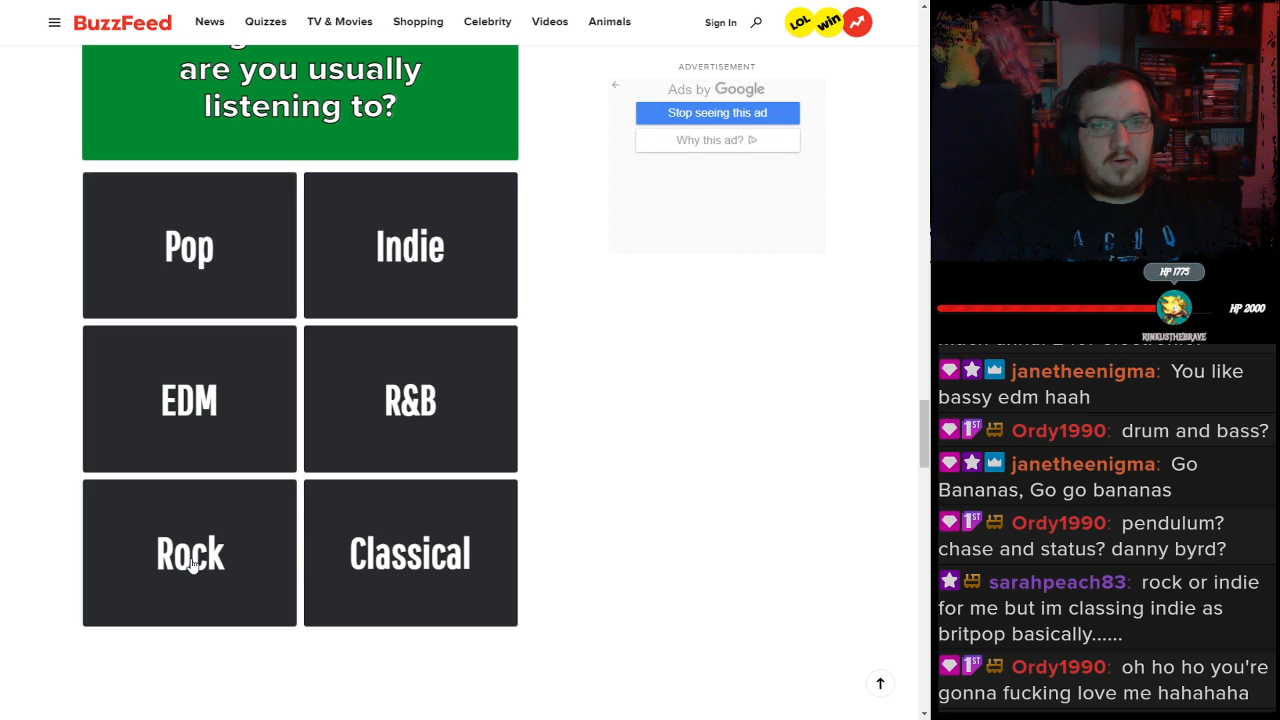 BuzzFeed
News
Quizzes
TV & Movies
Shopping
Celebrity
Videos
Animals
Sign In
LOL
win
are you usually
listening to?
Pop
Indie
EDM
R&B
Rock
Classical
ADVERTISEMENT
Ads by Google
Stop seeing this ad
Why this ad?
HP 1775
HP 2000
RINKUSTHEBRAVE
janetheenigma: You like
bassy edm haah
1ST Ordy1990: drum and bass?
janetheenigma: Go
Bananas, Go go bananas
1ST Ordy1990: pendulum?
chase and status? danny byrd?
sarahpeach83: rock or indie
for me but im classing indie as
britpop basically......
1ST Ordy1990: oh ho ho you're
gonna fucking love me hahahaha